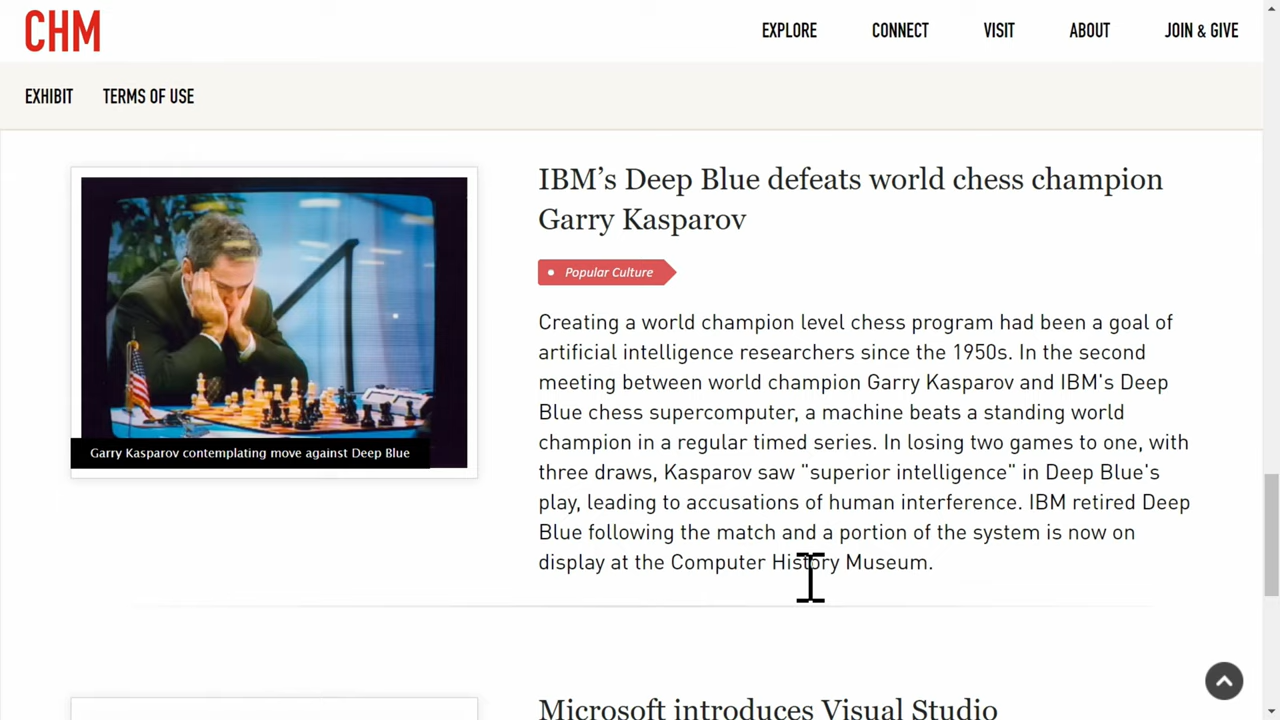 CHM
EXPLORE
CONNECT
VISIT
ABOUT
JOIN & GIVE
EXHIBIT
TERMS OF USE
Garry Kasparov contemplating move against Deep Blue
IBM’s Deep Blue defeats world chess champion
Garry Kasparov
Popular Culture
Creating a world champion level chess program had been a goal of
artificial intelligence researchers since the 1950s. In the second
meeting between world champion Garry Kasparov and IBM's Deep
Blue chess supercomputer, a machine beats a standing world
champion in a regular timed series. In losing two games to one, with
three draws, Kasparov saw "superior intelligence" in Deep Blue's
play, leading to accusations of human interference. IBM retired Deep
Blue following the match and a portion of the system is now on
display at the Computer History Museum.
Microsoft introduces Visual Studio